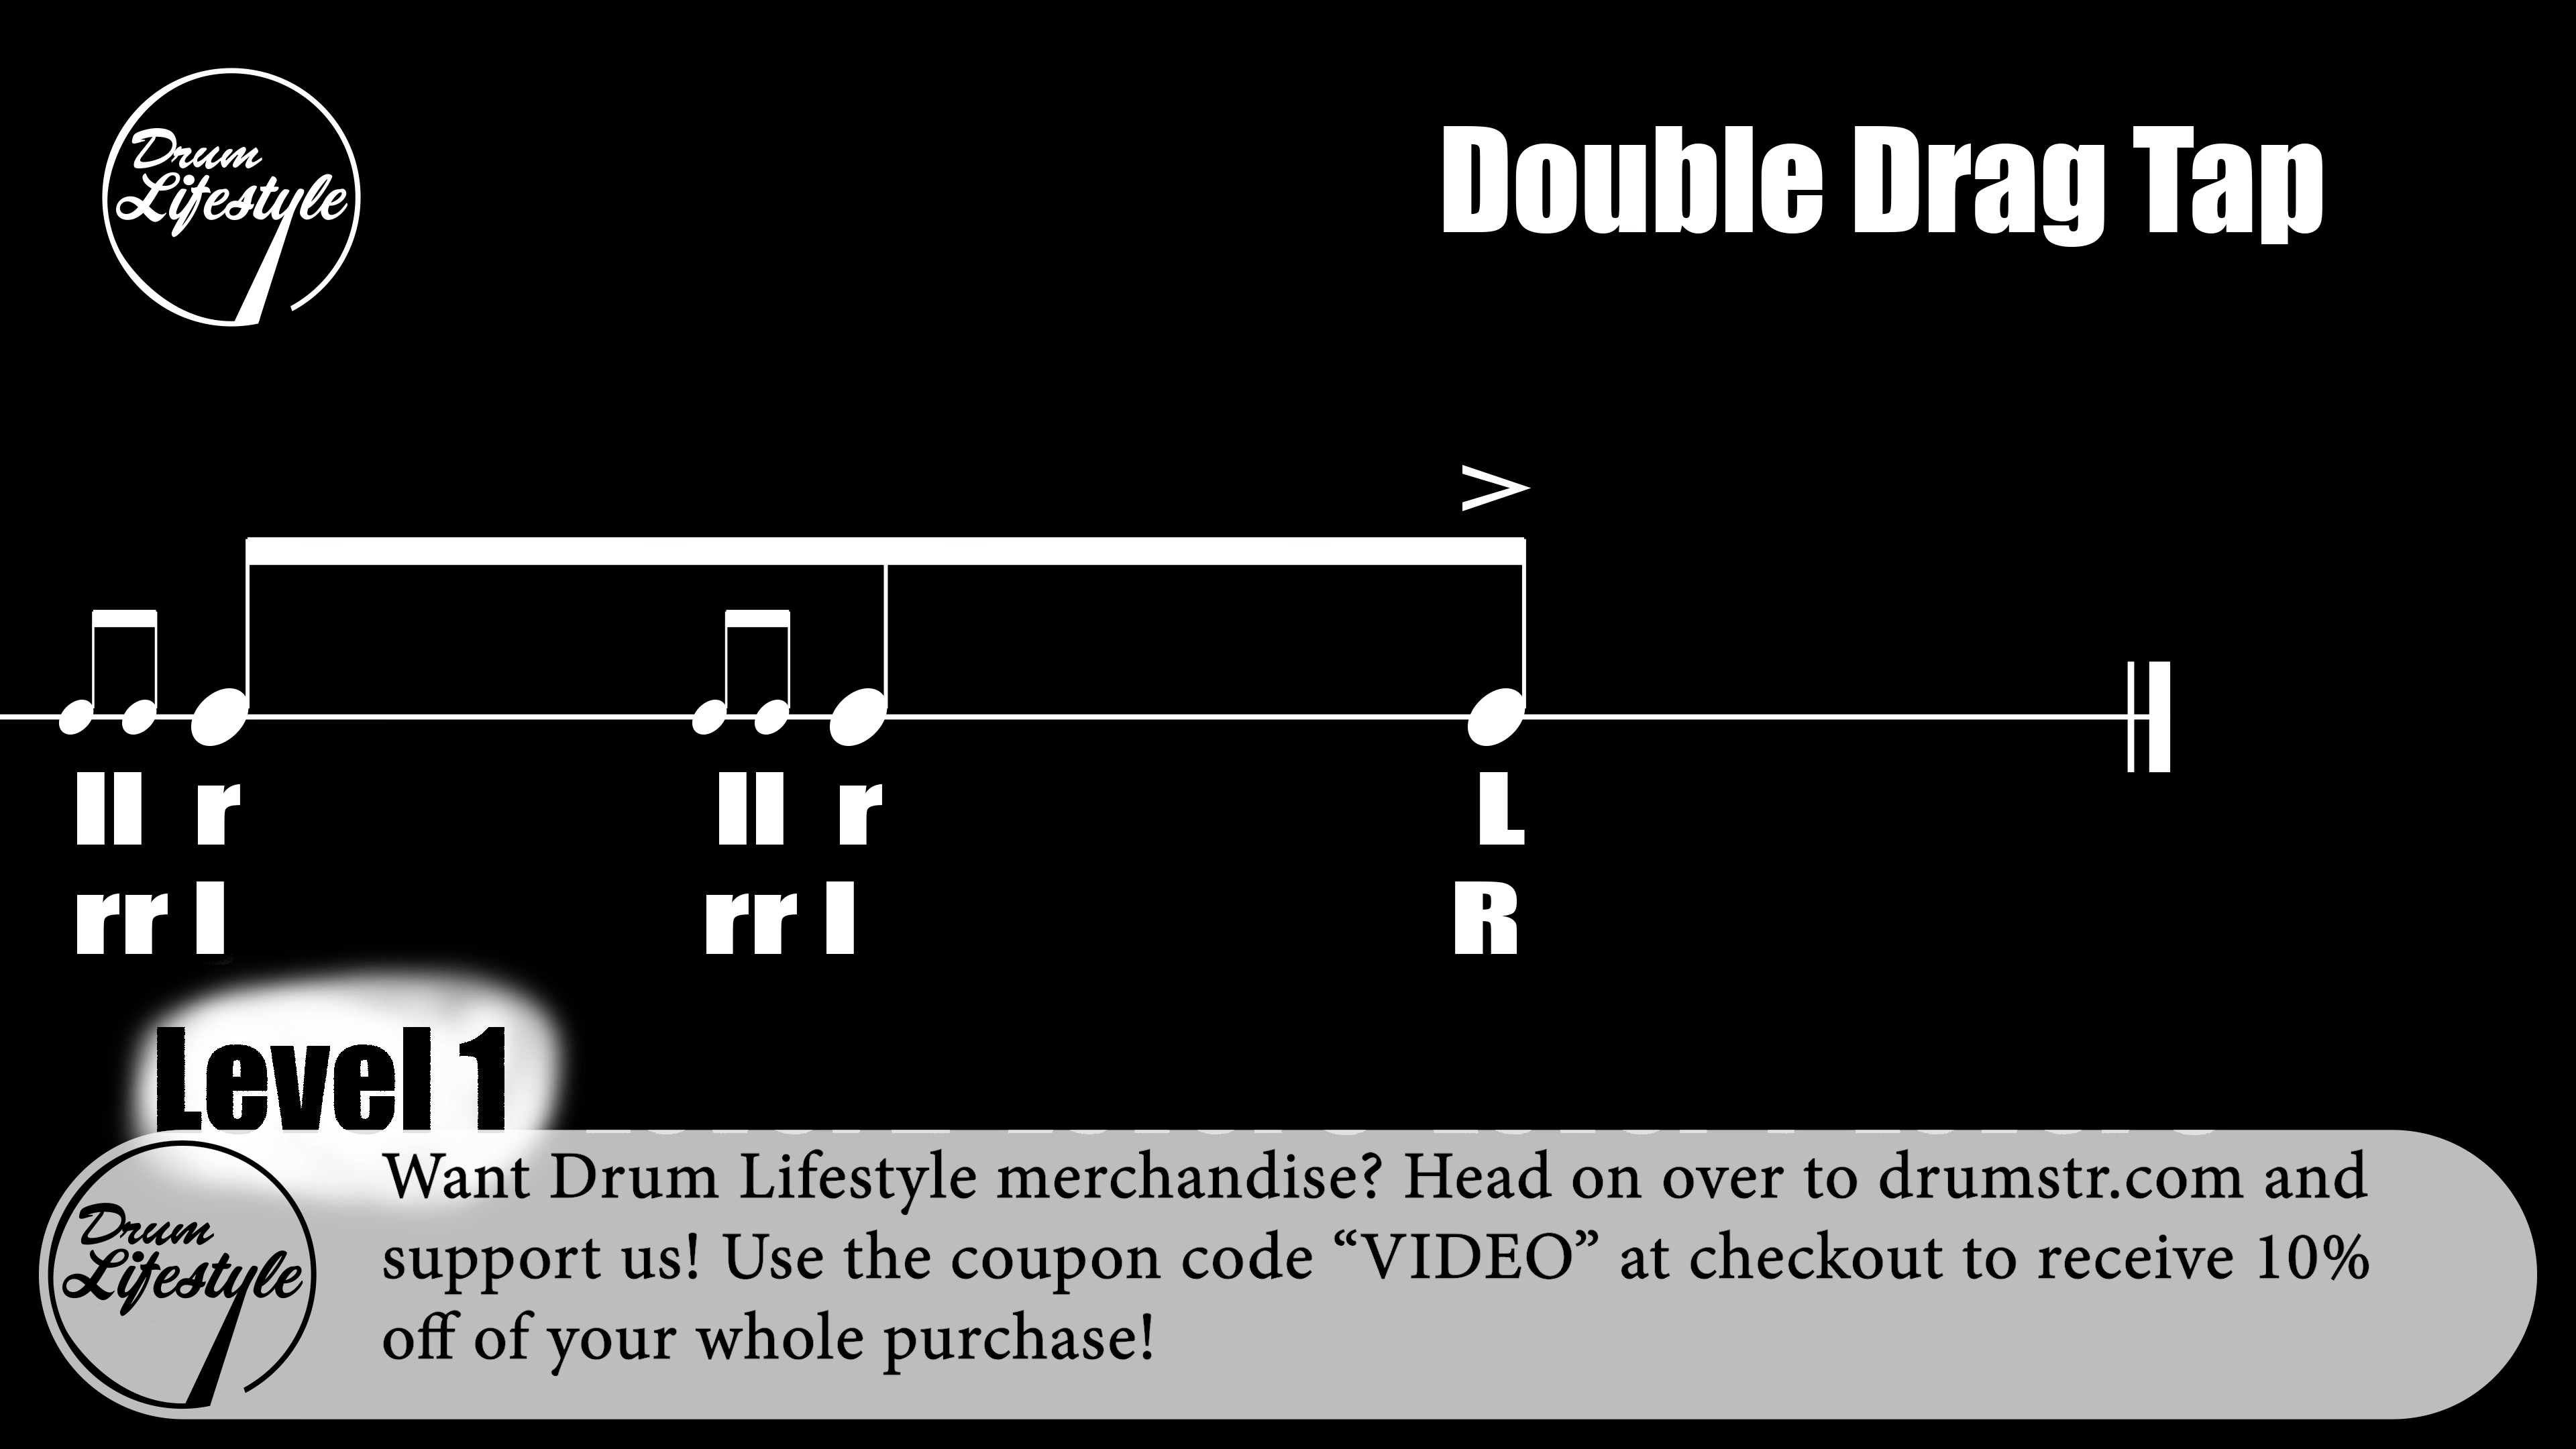 Drum
Lifestyle
Double Drag Tap
>
ll r ll r L
rr l rr l R
Level 1
Want Drum Lifestyle merchandise? Head on over to drumstr.com and
support us! Use the coupon code “VIDEO” at checkout to receive 10%
off of your whole purchase!
Drum
Lifestyle